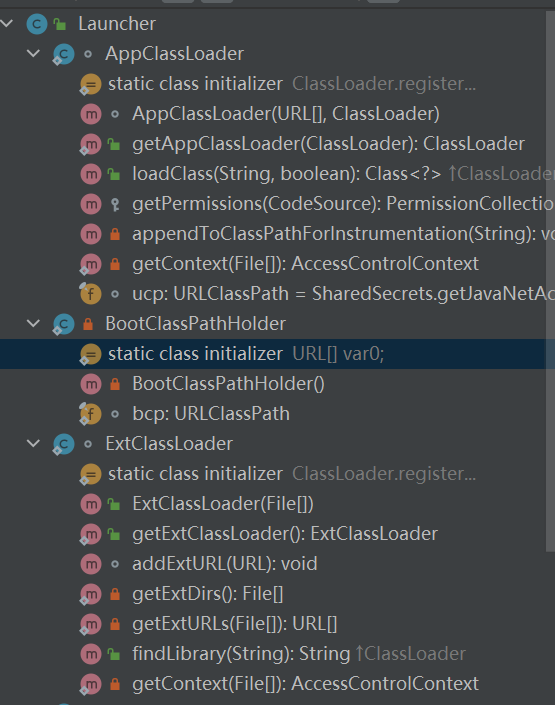 Launcher
AppClassLoader
static class initializer ClassLoader.register...
AppClassLoader(URL[], ClassLoader)
getAppClassLoader(ClassLoader): ClassLoader
loadClass(String, boolean): Class<?> ↑ClassLoader
getPermissions(CodeSource): PermissionCollectio
appendToClassPathForInstrumentation(String): vo
getContext(File[]): AccessControlContext
ucp: URLClassPath = SharedSecrets.getJavaNetAc
BootClassPathHolder
static class initializer URL[] var0;
BootClassPathHolder()
bcp: URLClassPath
ExtClassLoader
static class initializer ClassLoader.register...
ExtClassLoader(File[])
getExtClassLoader(): ExtClassLoader
addExtURL(URL): void
getExtDirs(): File[]
getExtURLs(File[]): URL[]
findLibrary(String): String ↑ClassLoader
getContext(File[]): AccessControlContext